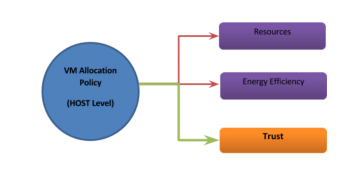 VM Allocation
Policy
(HOST Level)
Resources
Energy Efficiency
Trust